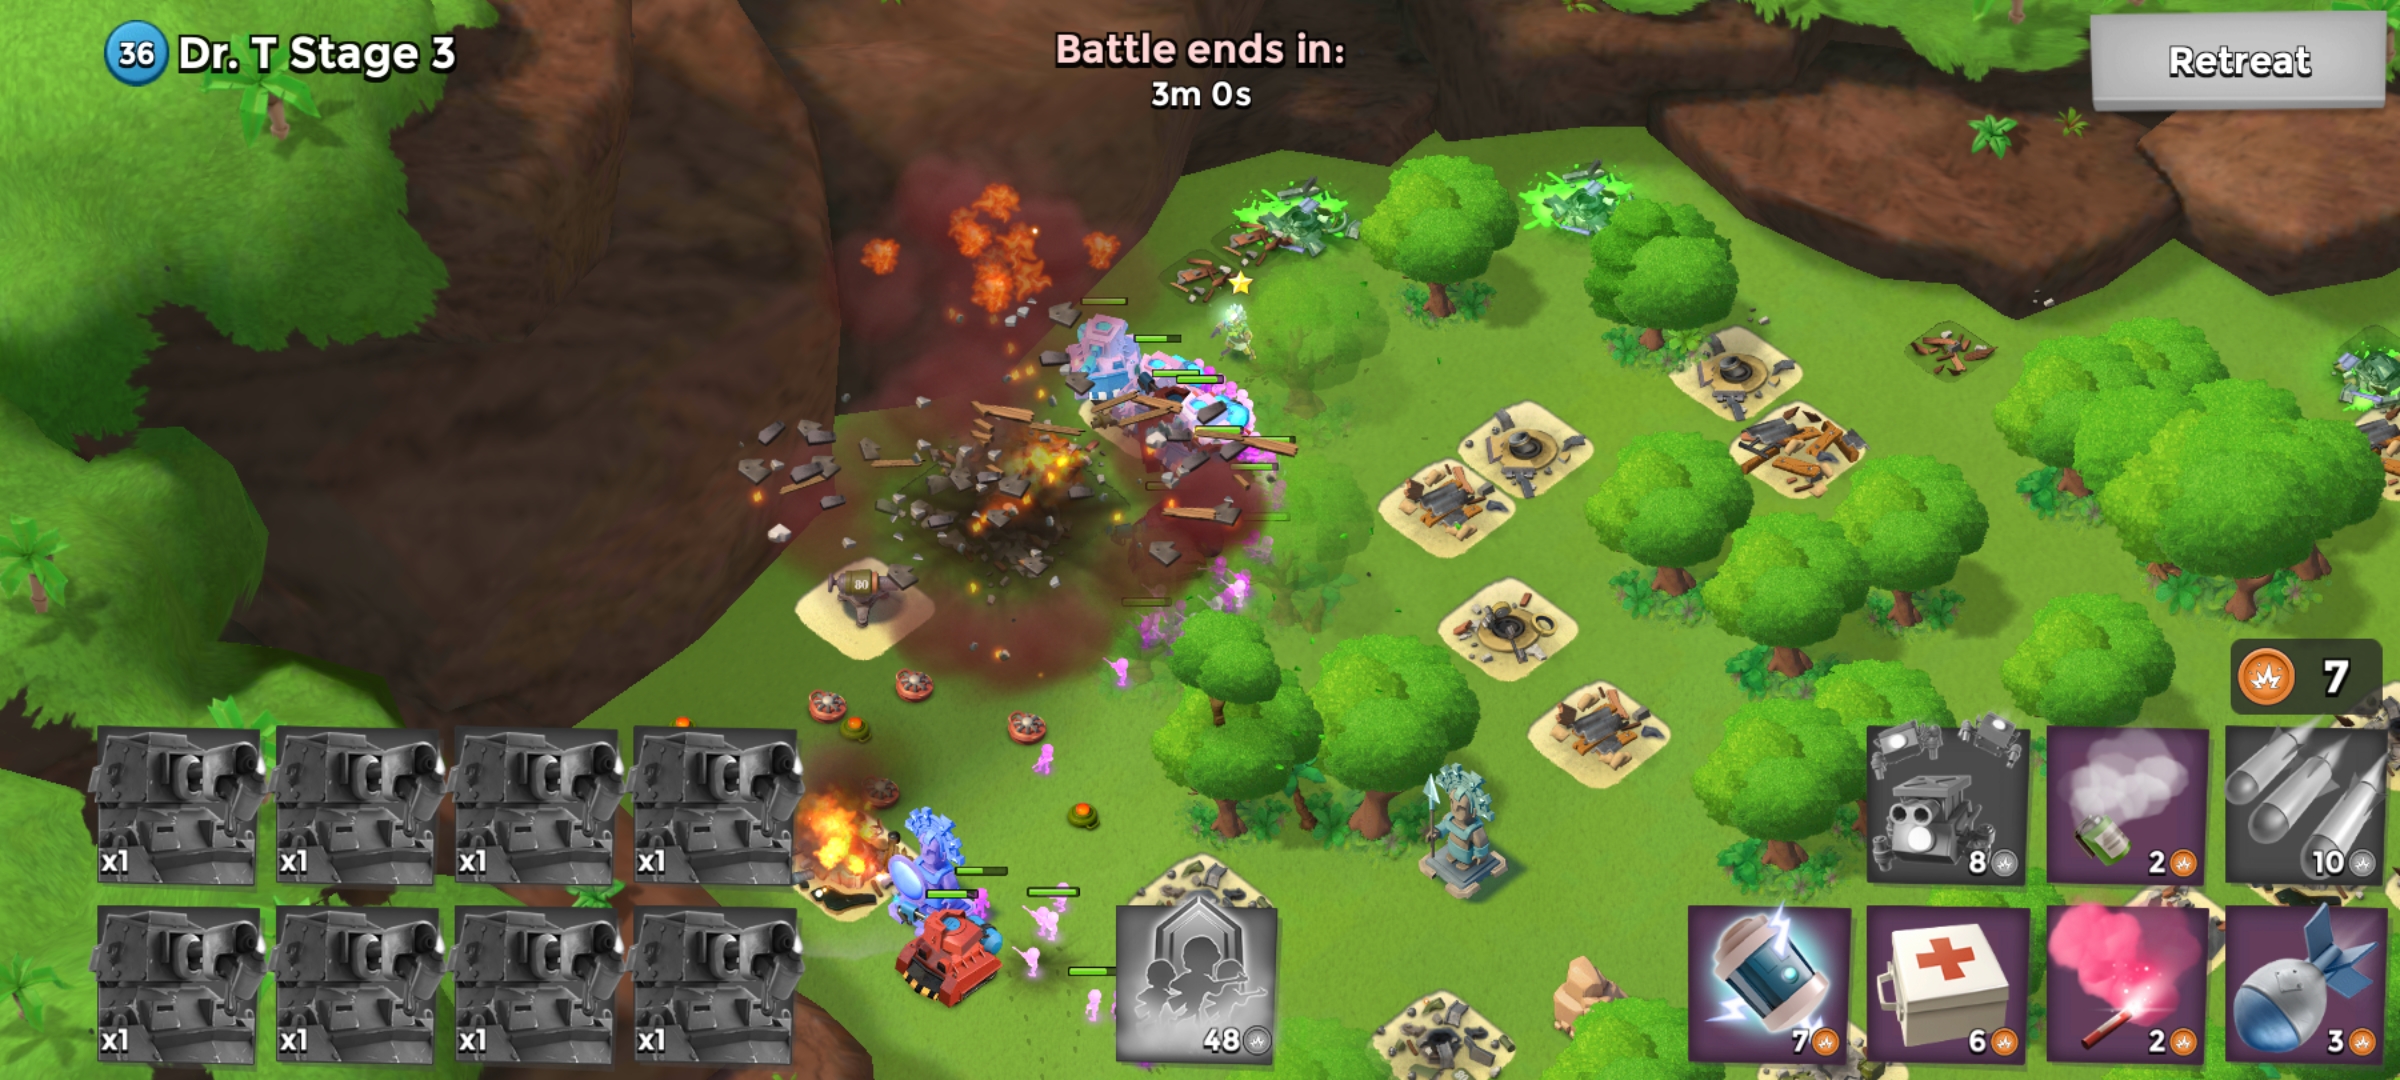 36 Dr. T Stage 3
Battle ends in:
3m 0s
Retreat
80
7
x1 x1 x1 x1
8 2 10
x1 x1 x1 x1
48
7 6 2 3